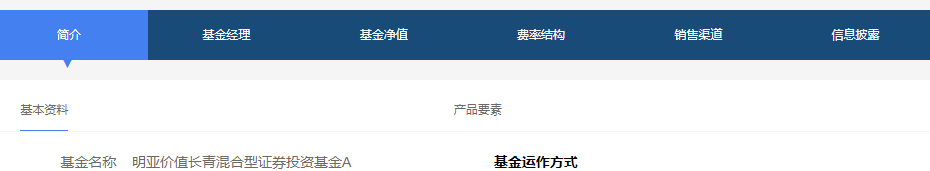 简介 基金经理 基金净值 费率结构 销售渠道 信息披露
基本资料 产品要素
基金名称 明亚价值长青混合型证券投资基金A 基金运作方式